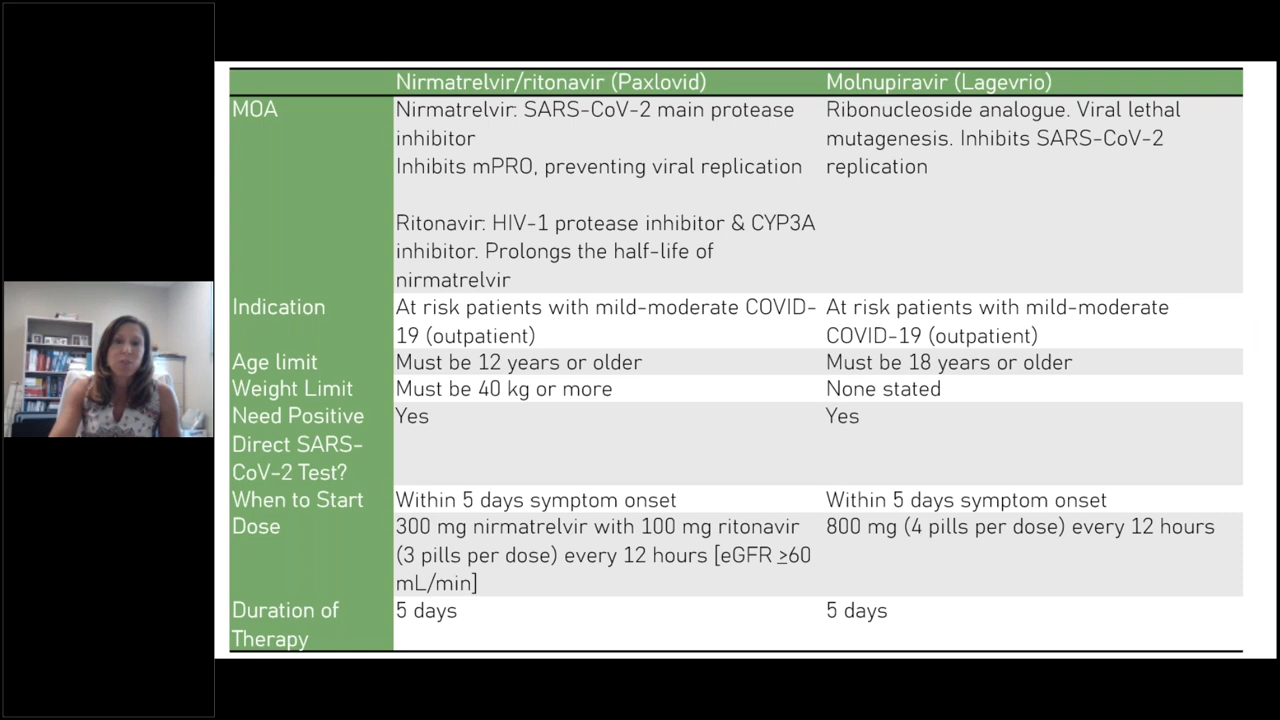 Nirmatrelvir/ritonavir (Paxlovid)
Molnupiravir (Lagevrio)
MOA
Nirmatrelvir: SARS-CoV-2 main protease
inhibitor
Inhibits mPRO, preventing viral replication
Ritonavir: HIV-1 protease inhibitor & CYP3A
inhibitor. Prolongs the half-life of
nirmatrelvir
Ribonucleoside analogue. Viral lethal
mutagenesis. Inhibits SARS-CoV-2
replication
Indication
At risk patients with mild-moderate COVID-
19 (outpatient)
At risk patients with mild-moderate
COVID-19 (outpatient)
Age limit
Must be 12 years or older
Must be 18 years or older
Weight Limit
Must be 40 kg or more
None stated
Need Positive
Direct SARS-
CoV-2 Test?
Yes
Yes
When to Start
Within 5 days symptom onset
Within 5 days symptom onset
Dose
300 mg nirmatrelvir with 100 mg ritonavir
(3 pills per dose) every 12 hours [eGFR ≥60
mL/min]
800 mg (4 pills per dose) every 12 hours
Duration of
Therapy
5 days
5 days